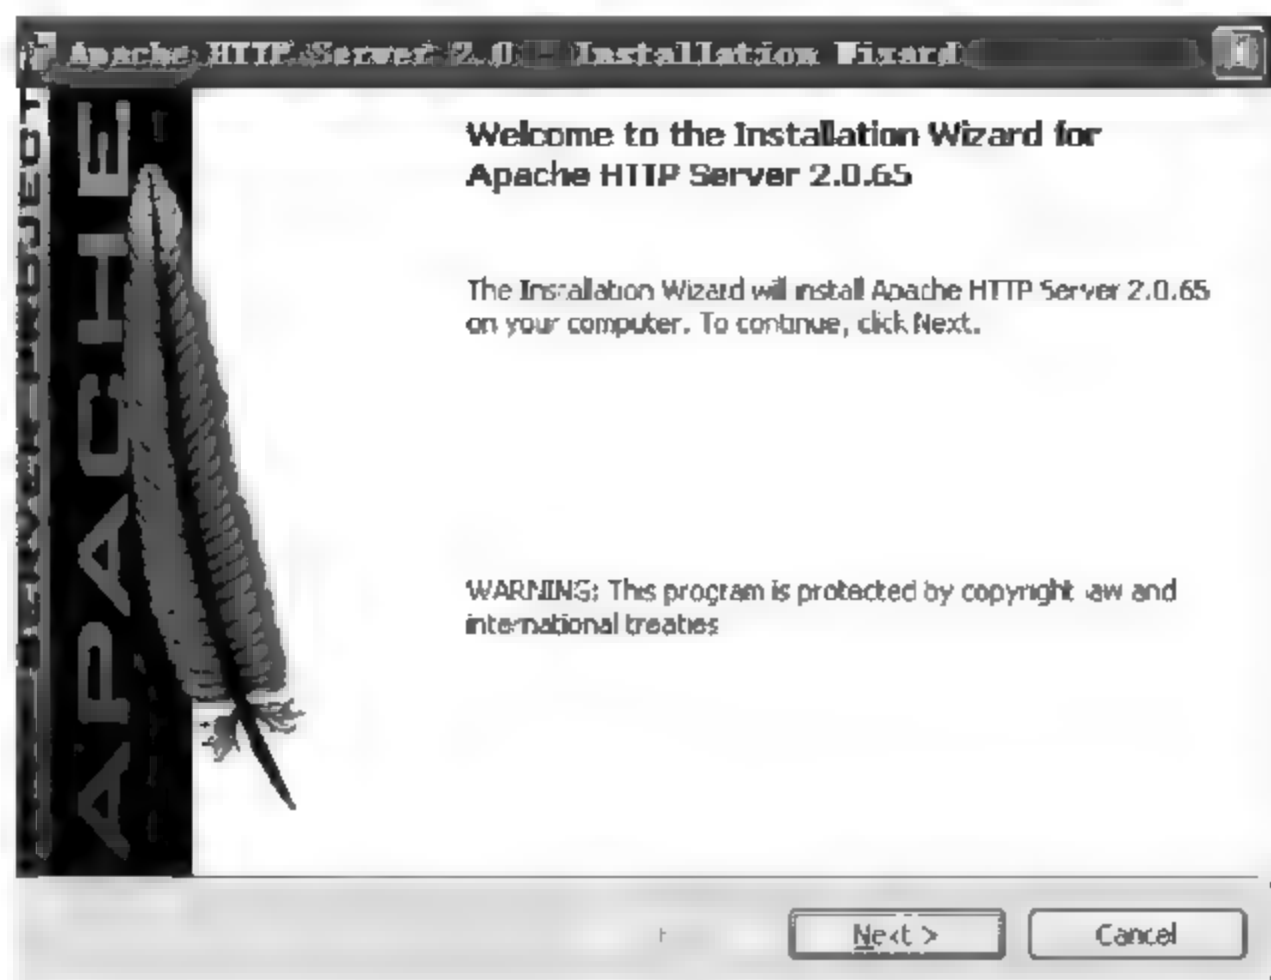 Apache HTTP Server 2.0 - Installation Wizard
SERVER PROJECT
APACHE
Welcome to the Installation Wizard for
Apache HTTP Server 2.0.65
The Installation Wizard will install Apache HTTP Server 2.0.65
on your computer. To continue, click Next.
WARNING: This program is protected by copyright law and
international treaties
Next >
Cancel